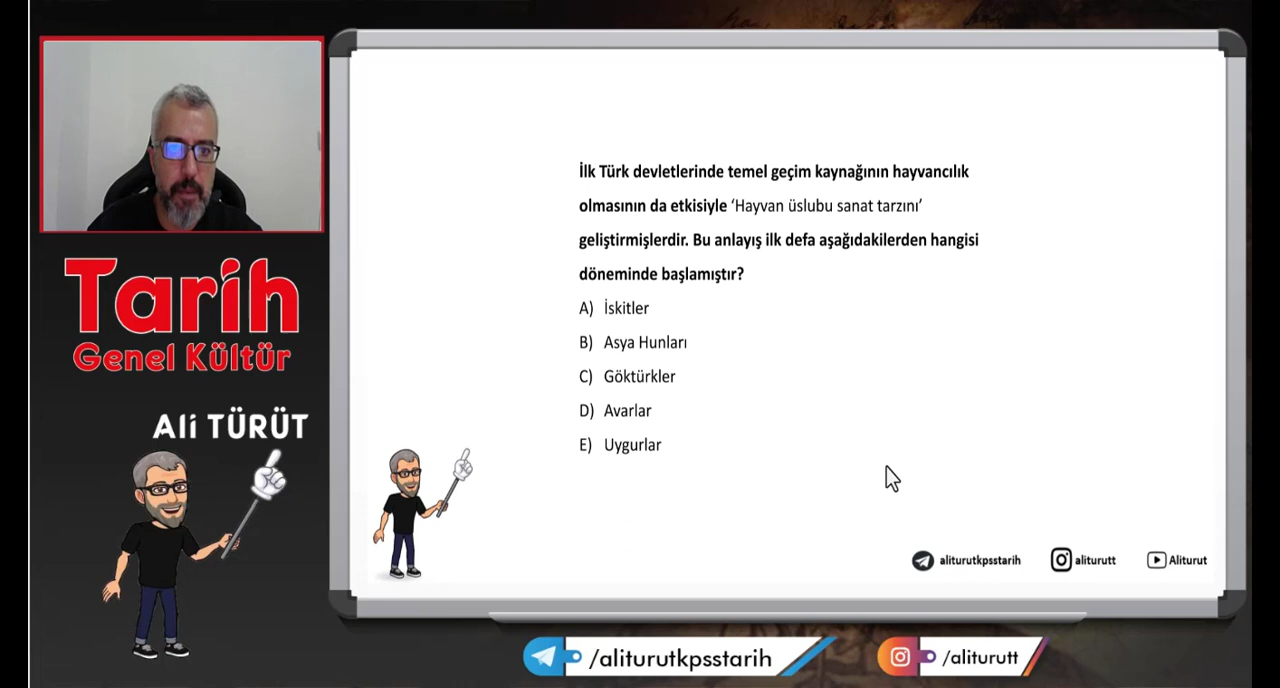 Tarih
Genel Kültür
Ali TÜRÜT
İlk Türk devletlerinde temel geçim kaynağının hayvancılık
olmasının da etkisiyle ‘Hayvan üslubu sanat tarzını’
geliştirmişlerdir. Bu anlayış ilk defa aşağıdakilerden hangisi
döneminde başlamıştır?
A) İskitler
B) Asya Hunları
C) Göktürkler
D) Avarlar
E) Uygurlar
aliturutkpsstarih
aliturutt
Aliturut
/aliturutkpsstarih
/aliturutt